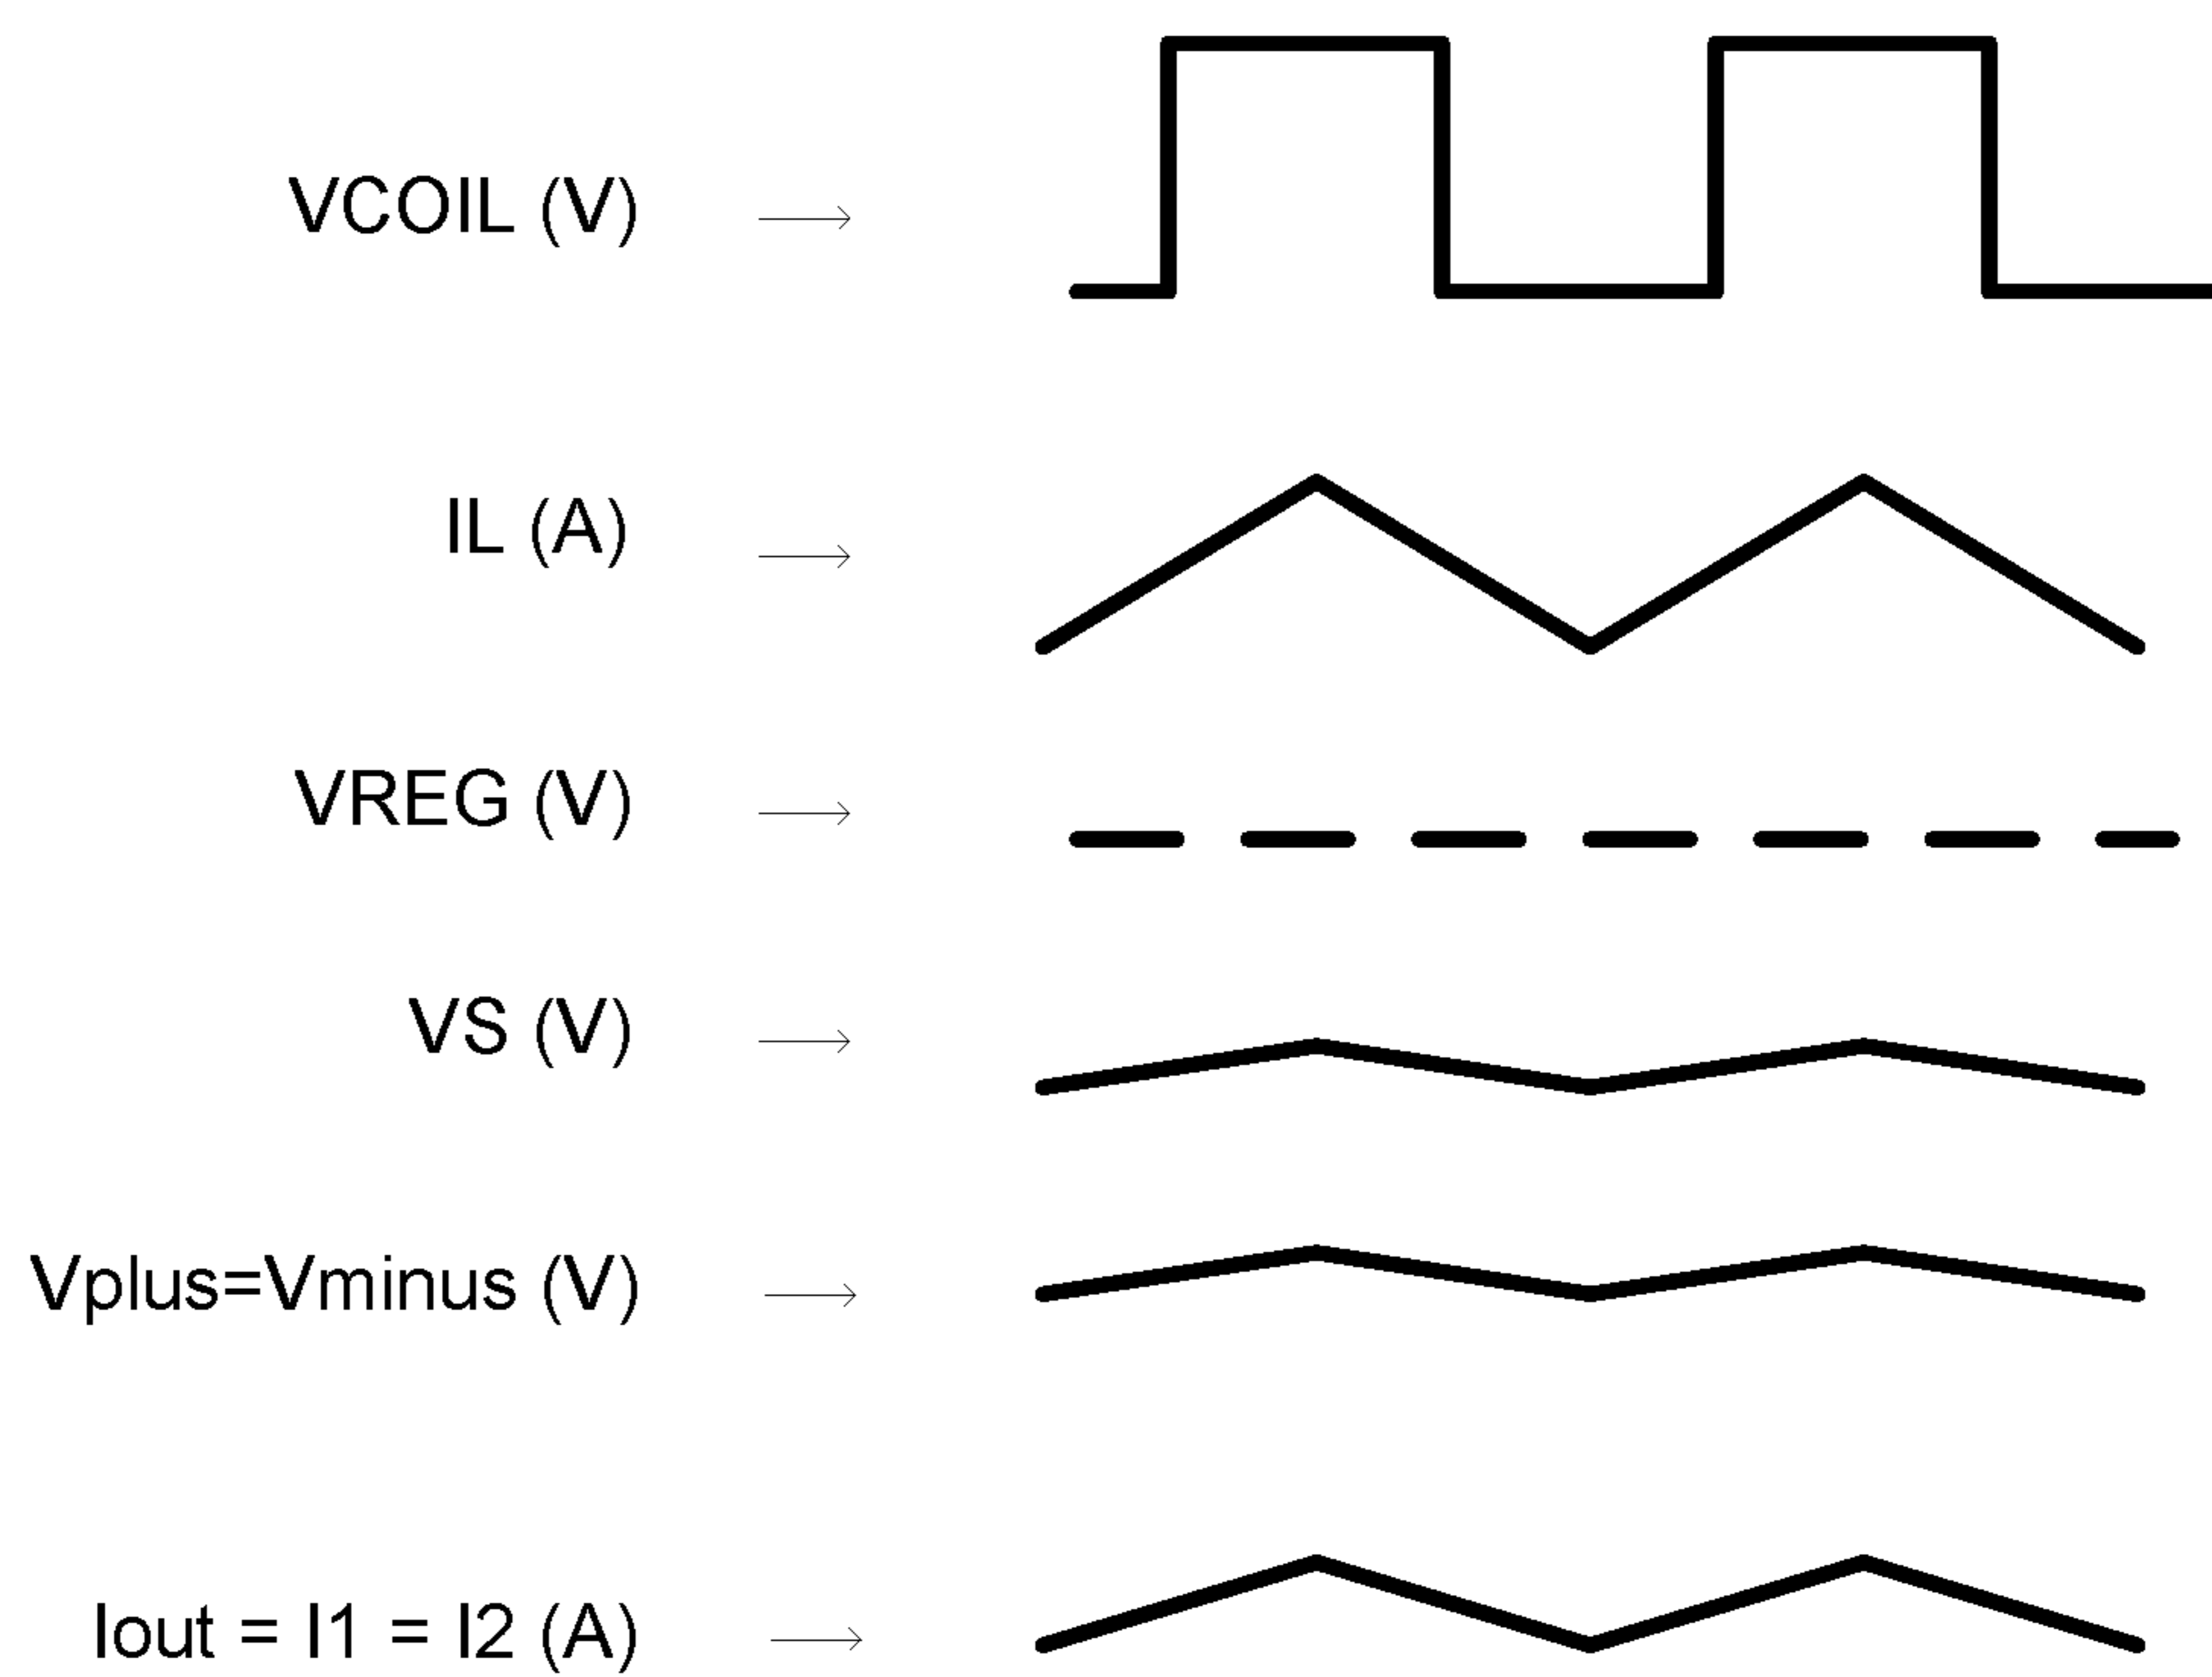 VCOIL (V)
IL (A)
VREG (V)
VS (V)
Vplus=Vminus (V)
Iout = I1 = I2 (A)